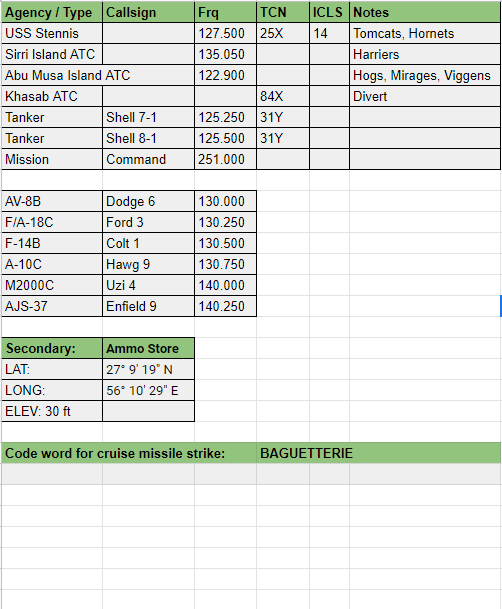 Agency / Type Callsign Frq TCN ICLS Notes
USS Stennis 127.500 25X 14 Tomcats, Hornets
Sirri Island ATC 135.050 Harriers
Abu Musa Island ATC 122.900 Hogs, Mirages, Viggens
Khasab ATC 84X Divert
Tanker Shell 7-1 125.250 31Y
Tanker Shell 8-1 125.500 31Y
Mission Command 251.000
AV-8B Dodge 6 130.000
F/A-18C Ford 3 130.250
F-14B Colt 1 130.500
A-10C Hawg 9 130.750
M2000C Uzi 4 140.000
AJS-37 Enfield 9 140.250
Secondary: Ammo Store
LAT: 27° 9' 19" N
LONG: 56° 10' 29" E
ELEV: 30 ft
Code word for cruise missile strike: BAGUETTERIE